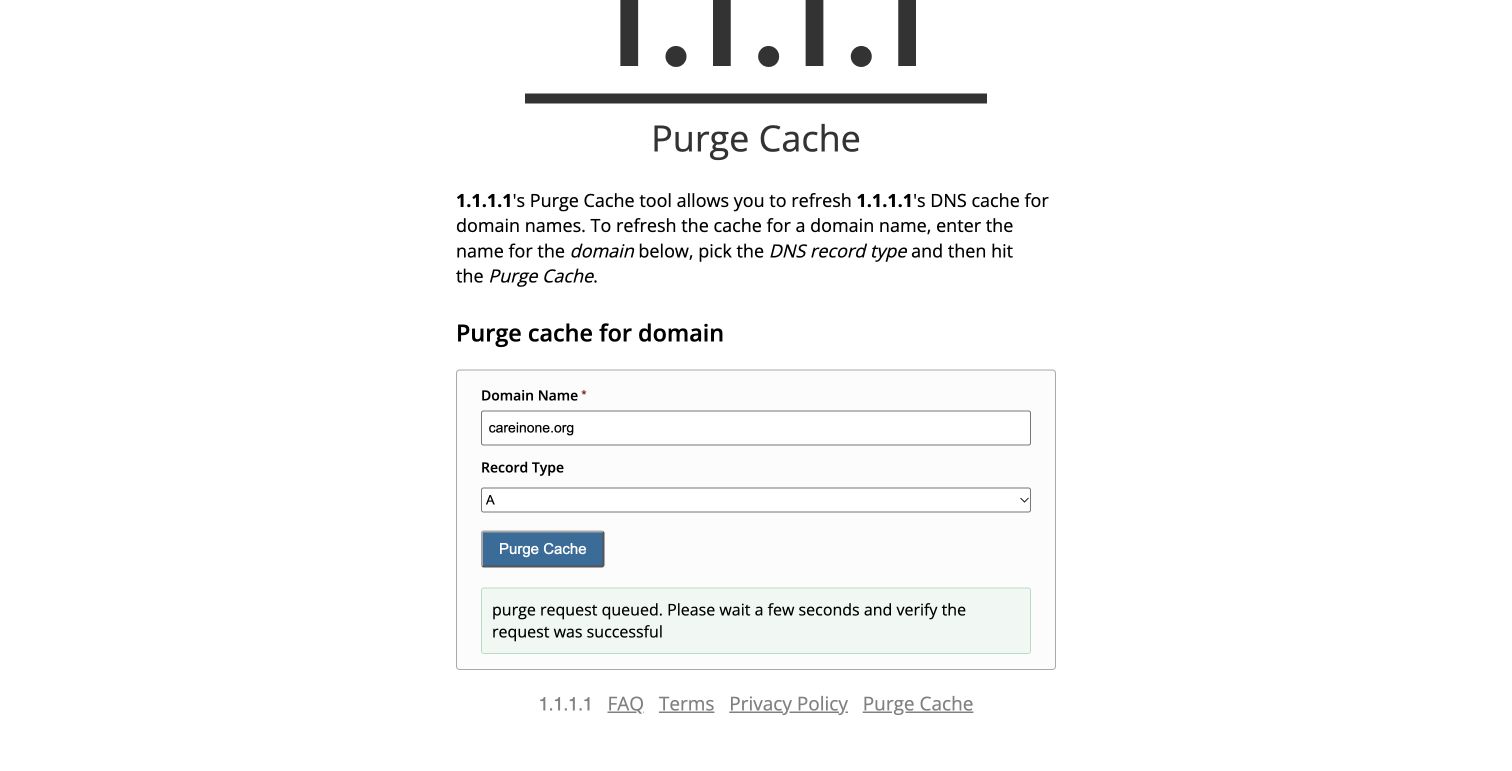 1.1.1.1
Purge Cache
1.1.1.1's Purge Cache tool allows you to refresh 1.1.1.1's DNS cache for
domain names. To refresh the cache for a domain name, enter the
name for the domain below, pick the DNS record type and then hit
the Purge Cache.
Purge cache for domain
Domain Name *
careinone.org
Record Type
A
Purge Cache
purge request queued. Please wait a few seconds and verify the
request was successful
1.1.1.1 FAQ Terms Privacy Policy Purge Cache